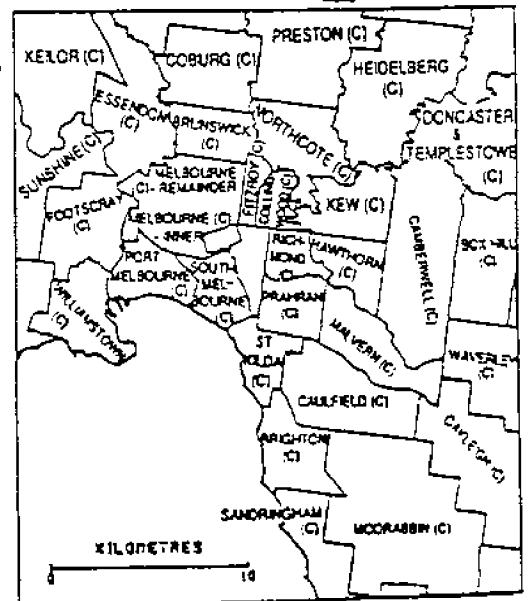 PRESTON (C)
KEILOR (C)
COBURG (C)
HEIDELBERG
(C)
ESSENDON
(C)
BRUNSWICK
(C)
NORTHCOTE (C)
DONCASTER
&
TEMPLESTOWE
(C)
SUNSHINE (C)
MELBOURNE
(C)-REMAINDER
FITZROY (C)
COLLINGWOOD (C)
KEW (C)
FOOTSCRAY
(C)
MELBOURNE (C)
-INNER
CAMBERWELL (C)
BOX HILL
(C)
RICH-
MOND
(C)
HAWTHORN
(C)
PORT
MELBOURNE
(C)
SOUTH
MEL-
BOURNE
(C)
PRAHRAN
(C)
WILLIAMSTOWN
(C)
MALVERN (C)
ST
KILDA
(C)
WAVERLEY
(C)
CAULFIELD (C)
OAKLEIGH
(C)
BRIGHTON
(C)
SANDRINGHAM
(C)
MOORABBIN (C)
KILOMETRES
0 10